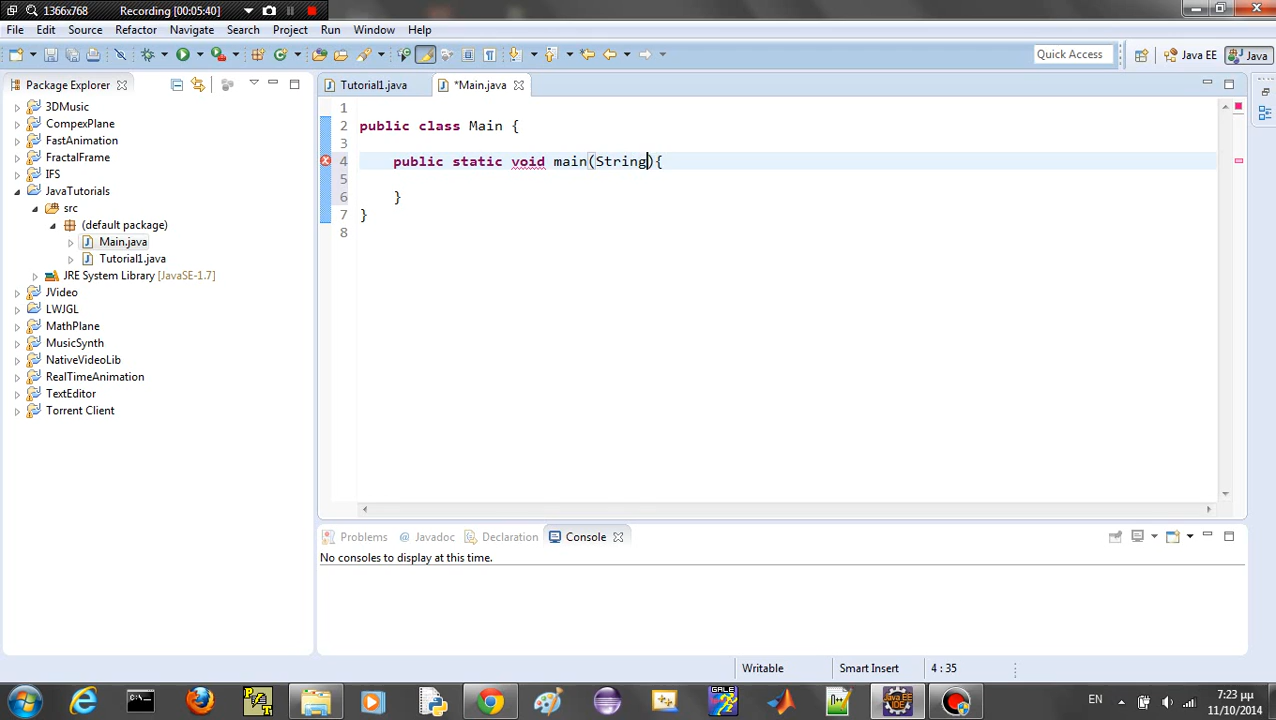 1366x768 Recording [00:05:40]
File Edit Source Refactor Navigate Search Project Run Window Help
Quick Access Java EE Java
Package Explorer
Tutorial1.java *Main.java
3DMusic
CompexPlane
FastAnimation
FractalFrame
IFS
JavaTutorials
src
(default package)
Main.java
Tutorial1.java
JRE System Library [JavaSE-1.7]
JVideo
LWJGL
MathPlane
MusicSynth
NativeVideoLib
RealTimeAnimation
TextEditor
Torrent Client
1
2 public class Main {
3
4 public static void main(String){
5
6 }
7 }
8
Problems @ Javadoc Declaration Console
No consoles to display at this time.
Writable Smart Insert 4 : 35
EN 7:23 μμ
11/10/2014